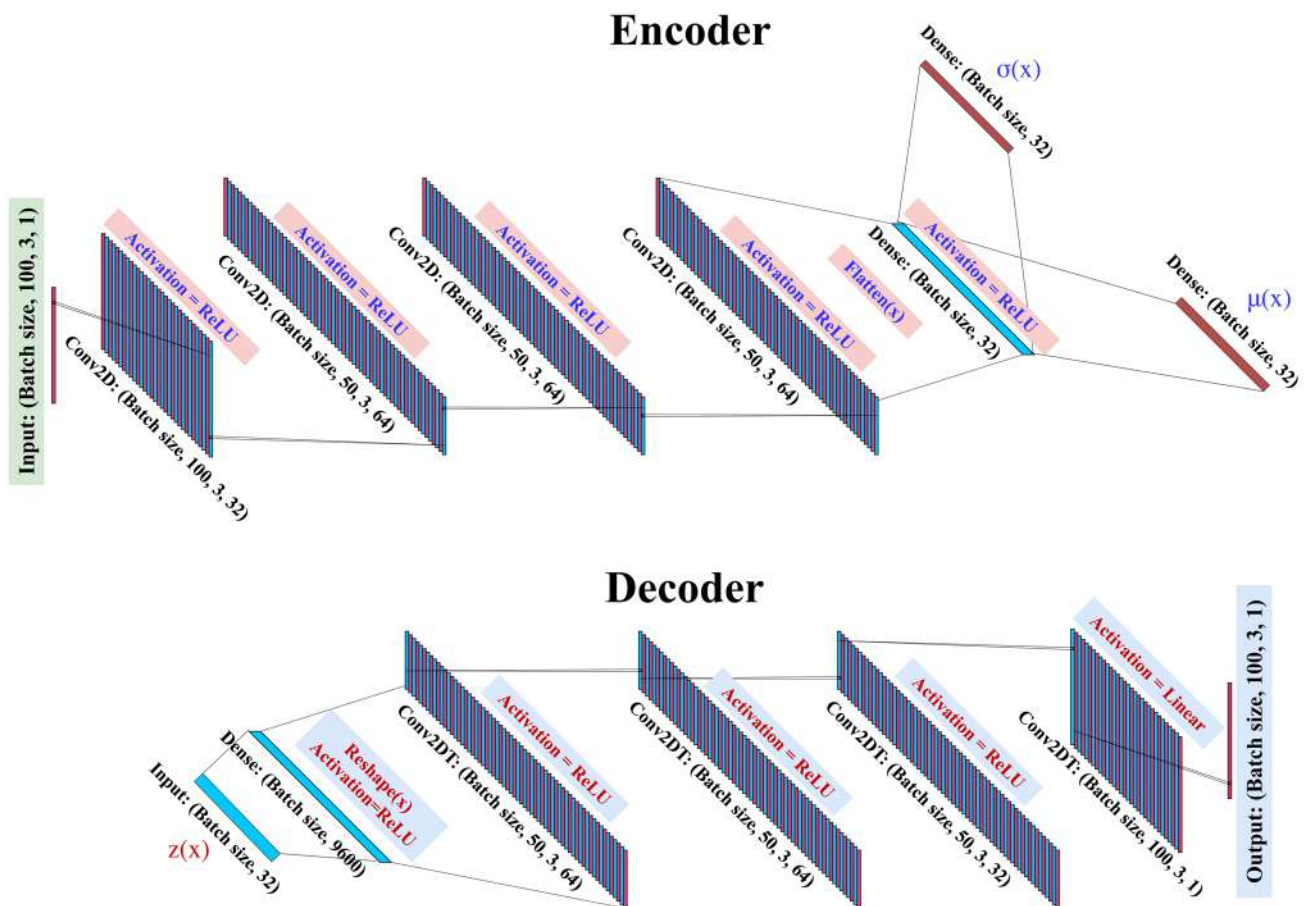 Encoder
Input: (Batch size, 100, 3, 1)
Activation = ReLU
Conv2D: (Batch size, 100, 3, 32)
Activation = ReLU
Conv2D: (Batch size, 50, 3, 64)
Activation = ReLU
Conv2D: (Batch size, 50, 3, 64)
Activation = ReLU
Conv2D: (Batch size, 50, 3, 64)
Flatten(x)
Activation = ReLU
Dense: (Batch size, 32)
σ(x)
Dense: (Batch size, 32)
μ(x)
Dense: (Batch size, 32)
Decoder
z(x)
Input: (Batch size, 32)
Reshape(x)
Activation=ReLU
Dense: (Batch size, 9600)
Activation = ReLU
Conv2DT: (Batch size, 50, 3, 64)
Activation = ReLU
Conv2DT: (Batch size, 50, 3, 64)
Activation = ReLU
Conv2DT: (Batch size, 50, 3, 32)
Activation = Linear
Conv2DT: (Batch size, 100, 3, 1)
Output: (Batch size, 100, 3, 1)